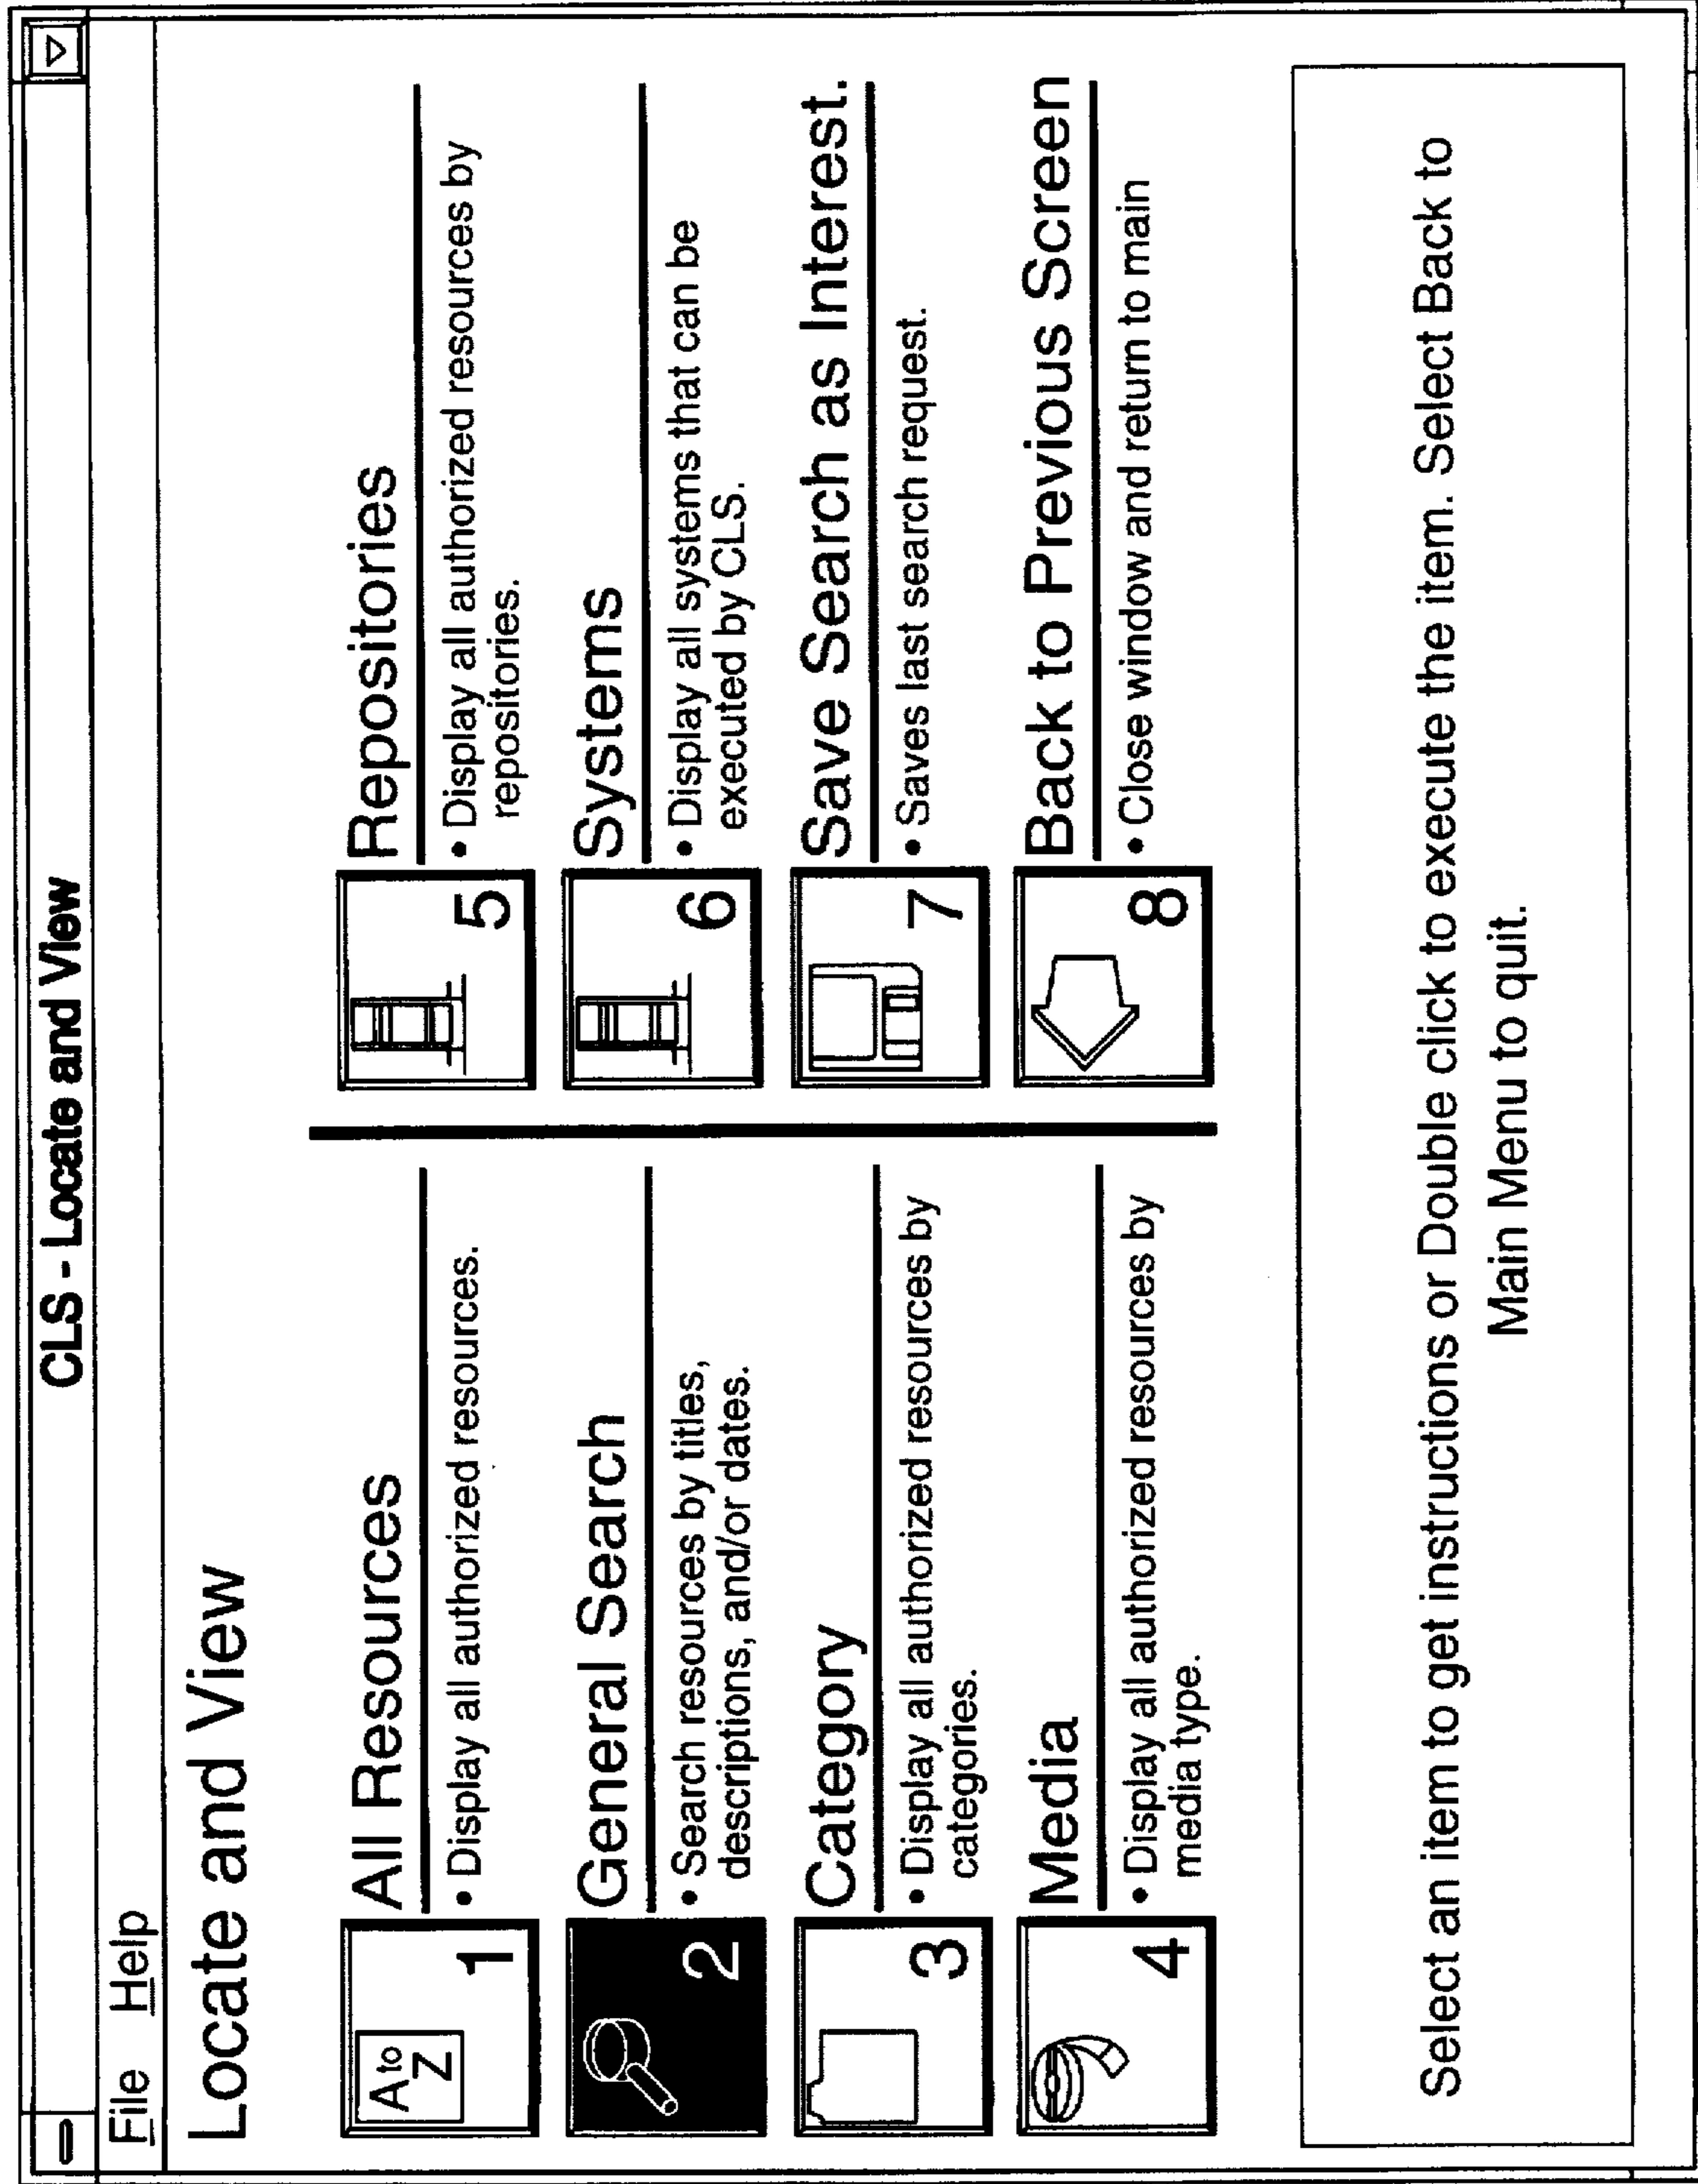 CLS - Locate and View
File Help
Locate and View
A to
Z
1
All Resources
• Display all authorized resources.
2
General Search
• Search resources by titles,
descriptions, and/or dates.
3
Category
• Display all authorized resources by
categories.
4
Media
• Display all authorized resources by
media type.
5
Repositories
• Display all authorized resources by
repositories.
6
Systems
• Display all systems that can be
executed by CLS.
7
Save Search as Interest.
• Saves last search request.
8
Back to Previous Screen
• Close window and return to main
Select an item to get instructions or Double click to execute the item. Select Back to
Main Menu to quit.